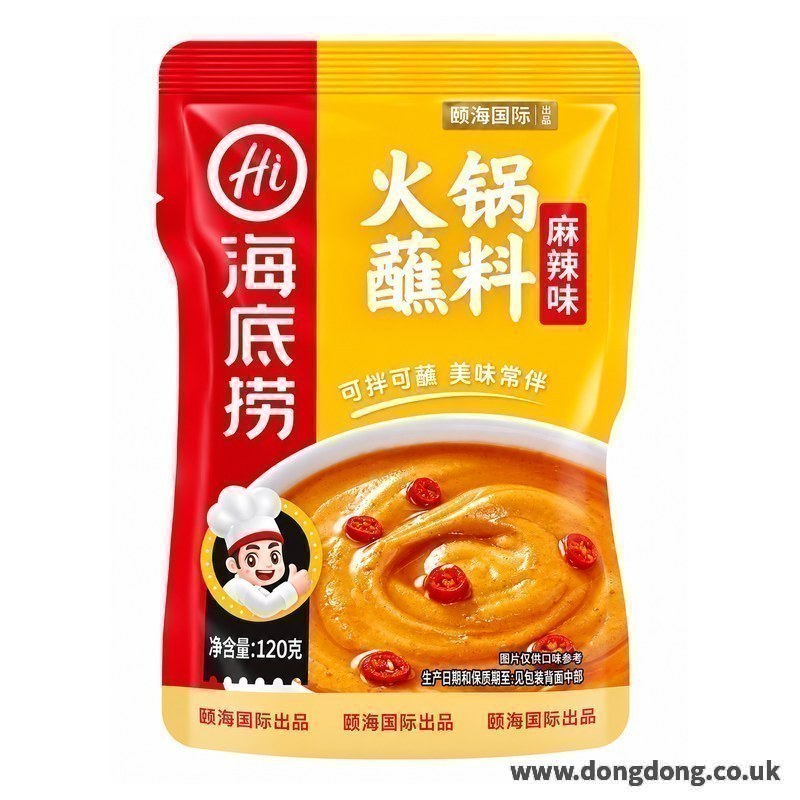 Hi
海底捞
颐海国际 出品
火锅
蘸料
麻辣味
可拌可蘸 美味常伴
净含量:120克
图片仅供口味参考
生产日期和保质期至:见包装背面中部
颐海国际出品 颐海国际出品 颐海国际出品
www.dongdong.co.uk